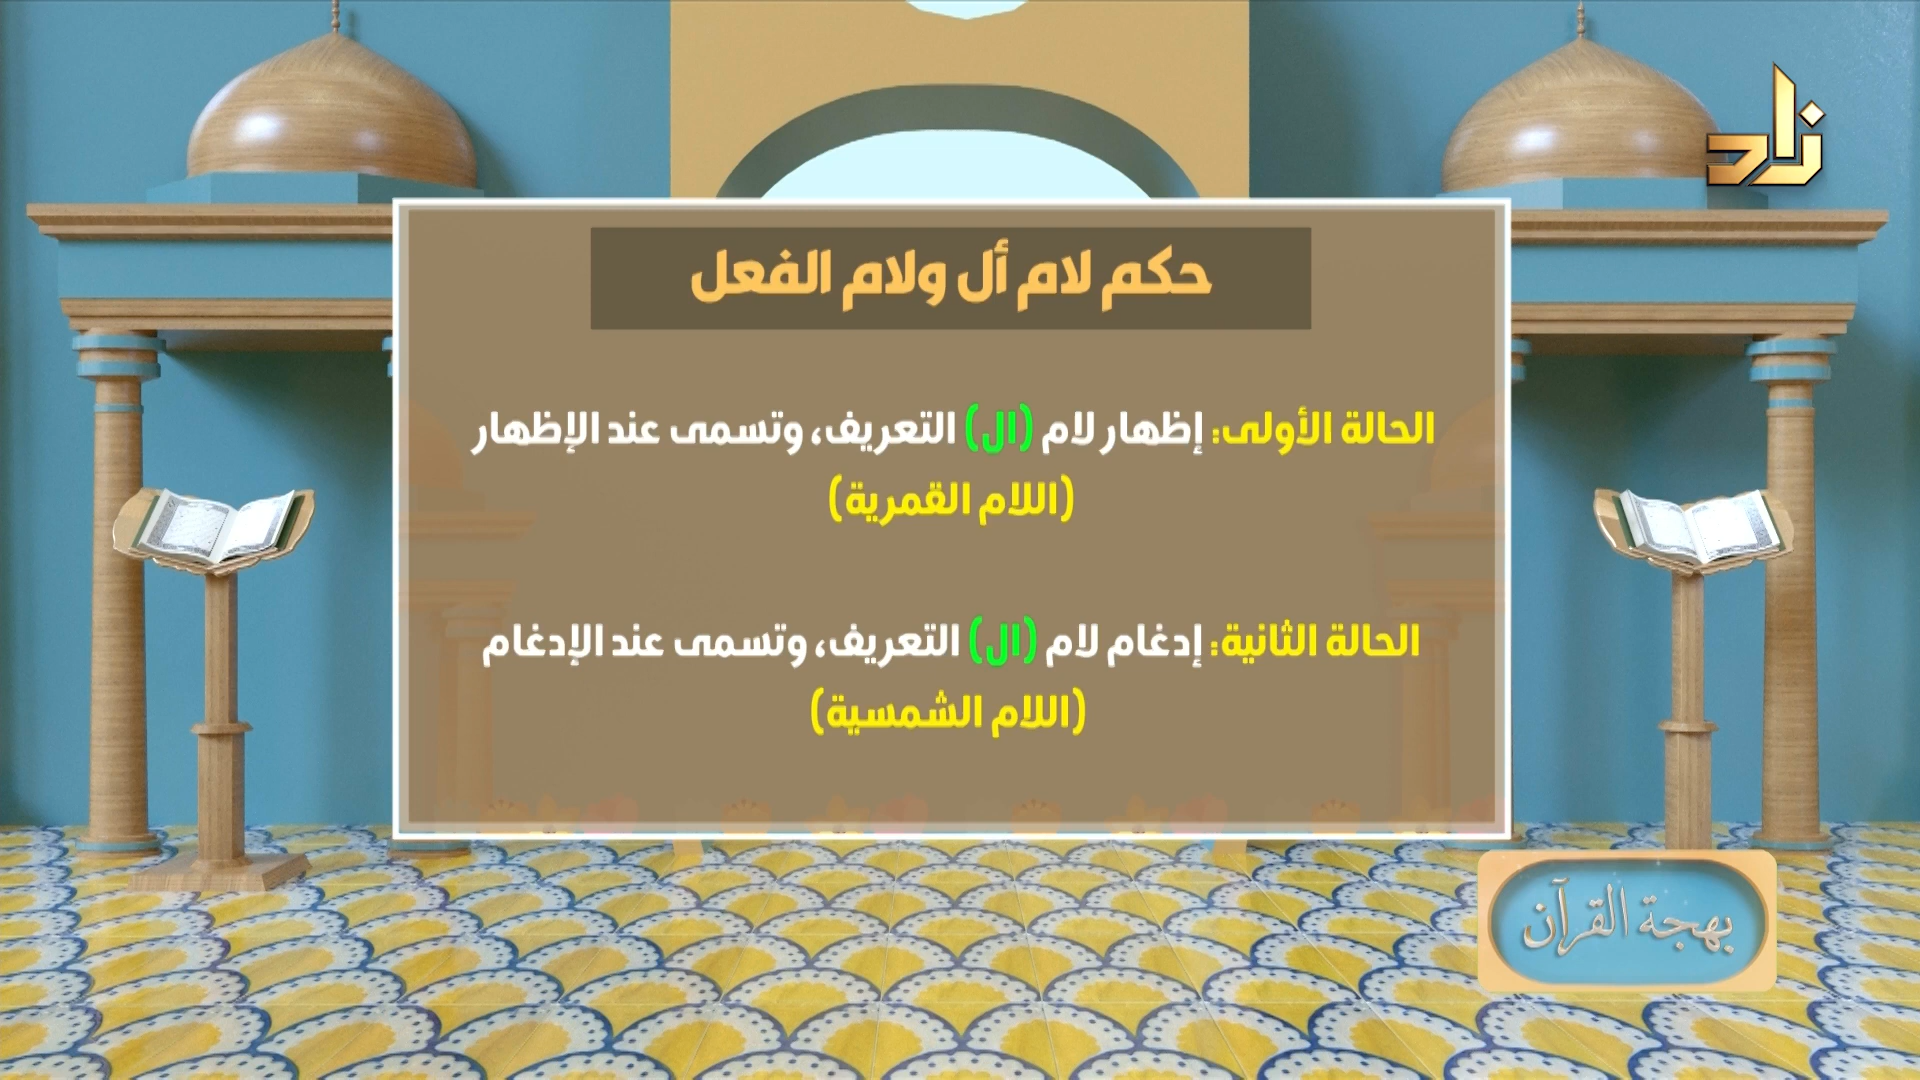 زاد
حكم لام أل ولام الفعل
الحالة الأولى: إظهار لام (ال) التعريف، وتسمى عند الإظهار
(اللام القمرية)
الحالة الثانية: إدغام لام (ال) التعريف، وتسمى عند الإدغام
(اللام الشمسية)
بهجة القرآن